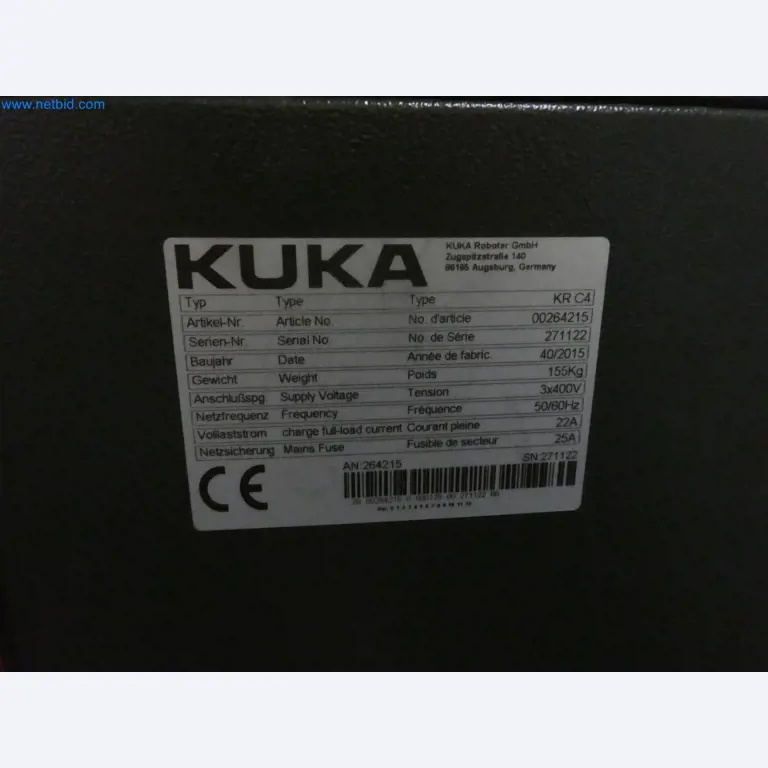 www.netbid.com
KUKA
KUKA Roboter GmbH
Zugspitzstraße 140
86165 Augsburg, Germany
Typ Type Type KR C4
Artikel-Nr. Article No. No. d'article 00264215
Serien-Nr. Serial No. No. de Série 271122
Baujahr Date Année de fabric. 40/2015
Gewicht Weight Poids 155Kg
Anschlußspg. Supply Voltage Tension 3x400V
Netzfrequenz Frequency Fréquence 50/60Hz
Volllaststrom charge full-load current Courant pleine 22A
Netzsicherung Mains Fuse Fusible de secteur 25A
CE
AN:264215 SN:271122